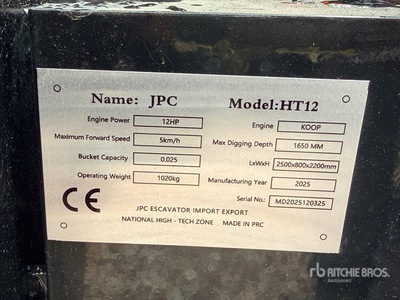 Name: JPC Model:HT12
Engine Power 12HP Engine KOOP
Maximum Forward Speed 5km/h Max Digging Depth 1650 MM
Bucket Capacity 0.025 LxWxH 2500x800x2200mm
Operating Weight 1020kg Manufacturing Year 2025
Serial No.: MD2025120325
CE
JPC ESCAVATOR IMPORT EXPORT
NATIONAL HIGH - TECH ZONE MADE IN PRC
rb RITCHIE BROS.
Auctioneers